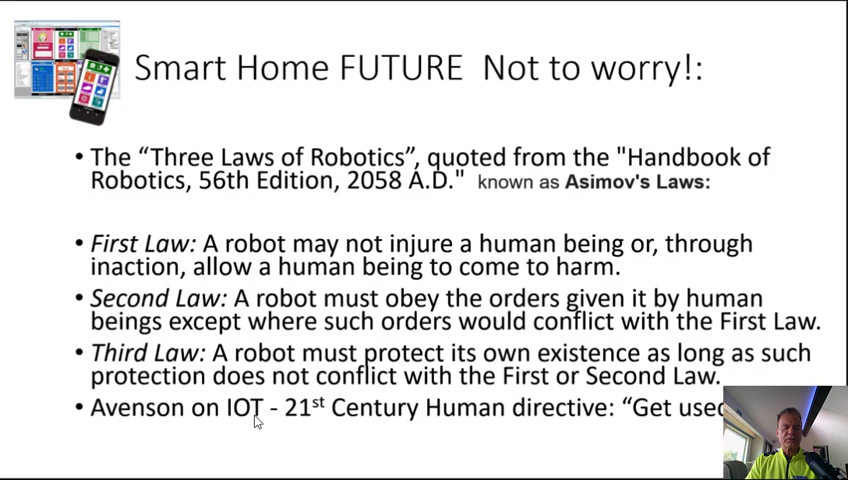 Smart Home FUTURE Not to worry!:
• The “Three Laws of Robotics”, quoted from the "Handbook of
Robotics, 56th Edition, 2058 A.D." known as Asimov's Laws:
• First Law: A robot may not injure a human being or, through
inaction, allow a human being to come to harm.
• Second Law: A robot must obey the orders given it by human
beings except where such orders would conflict with the First Law.
• Third Law: A robot must protect its own existence as long as such
protection does not conflict with the First or Second Law.
• Avenson on IOT - 21st Century Human directive: “Get used